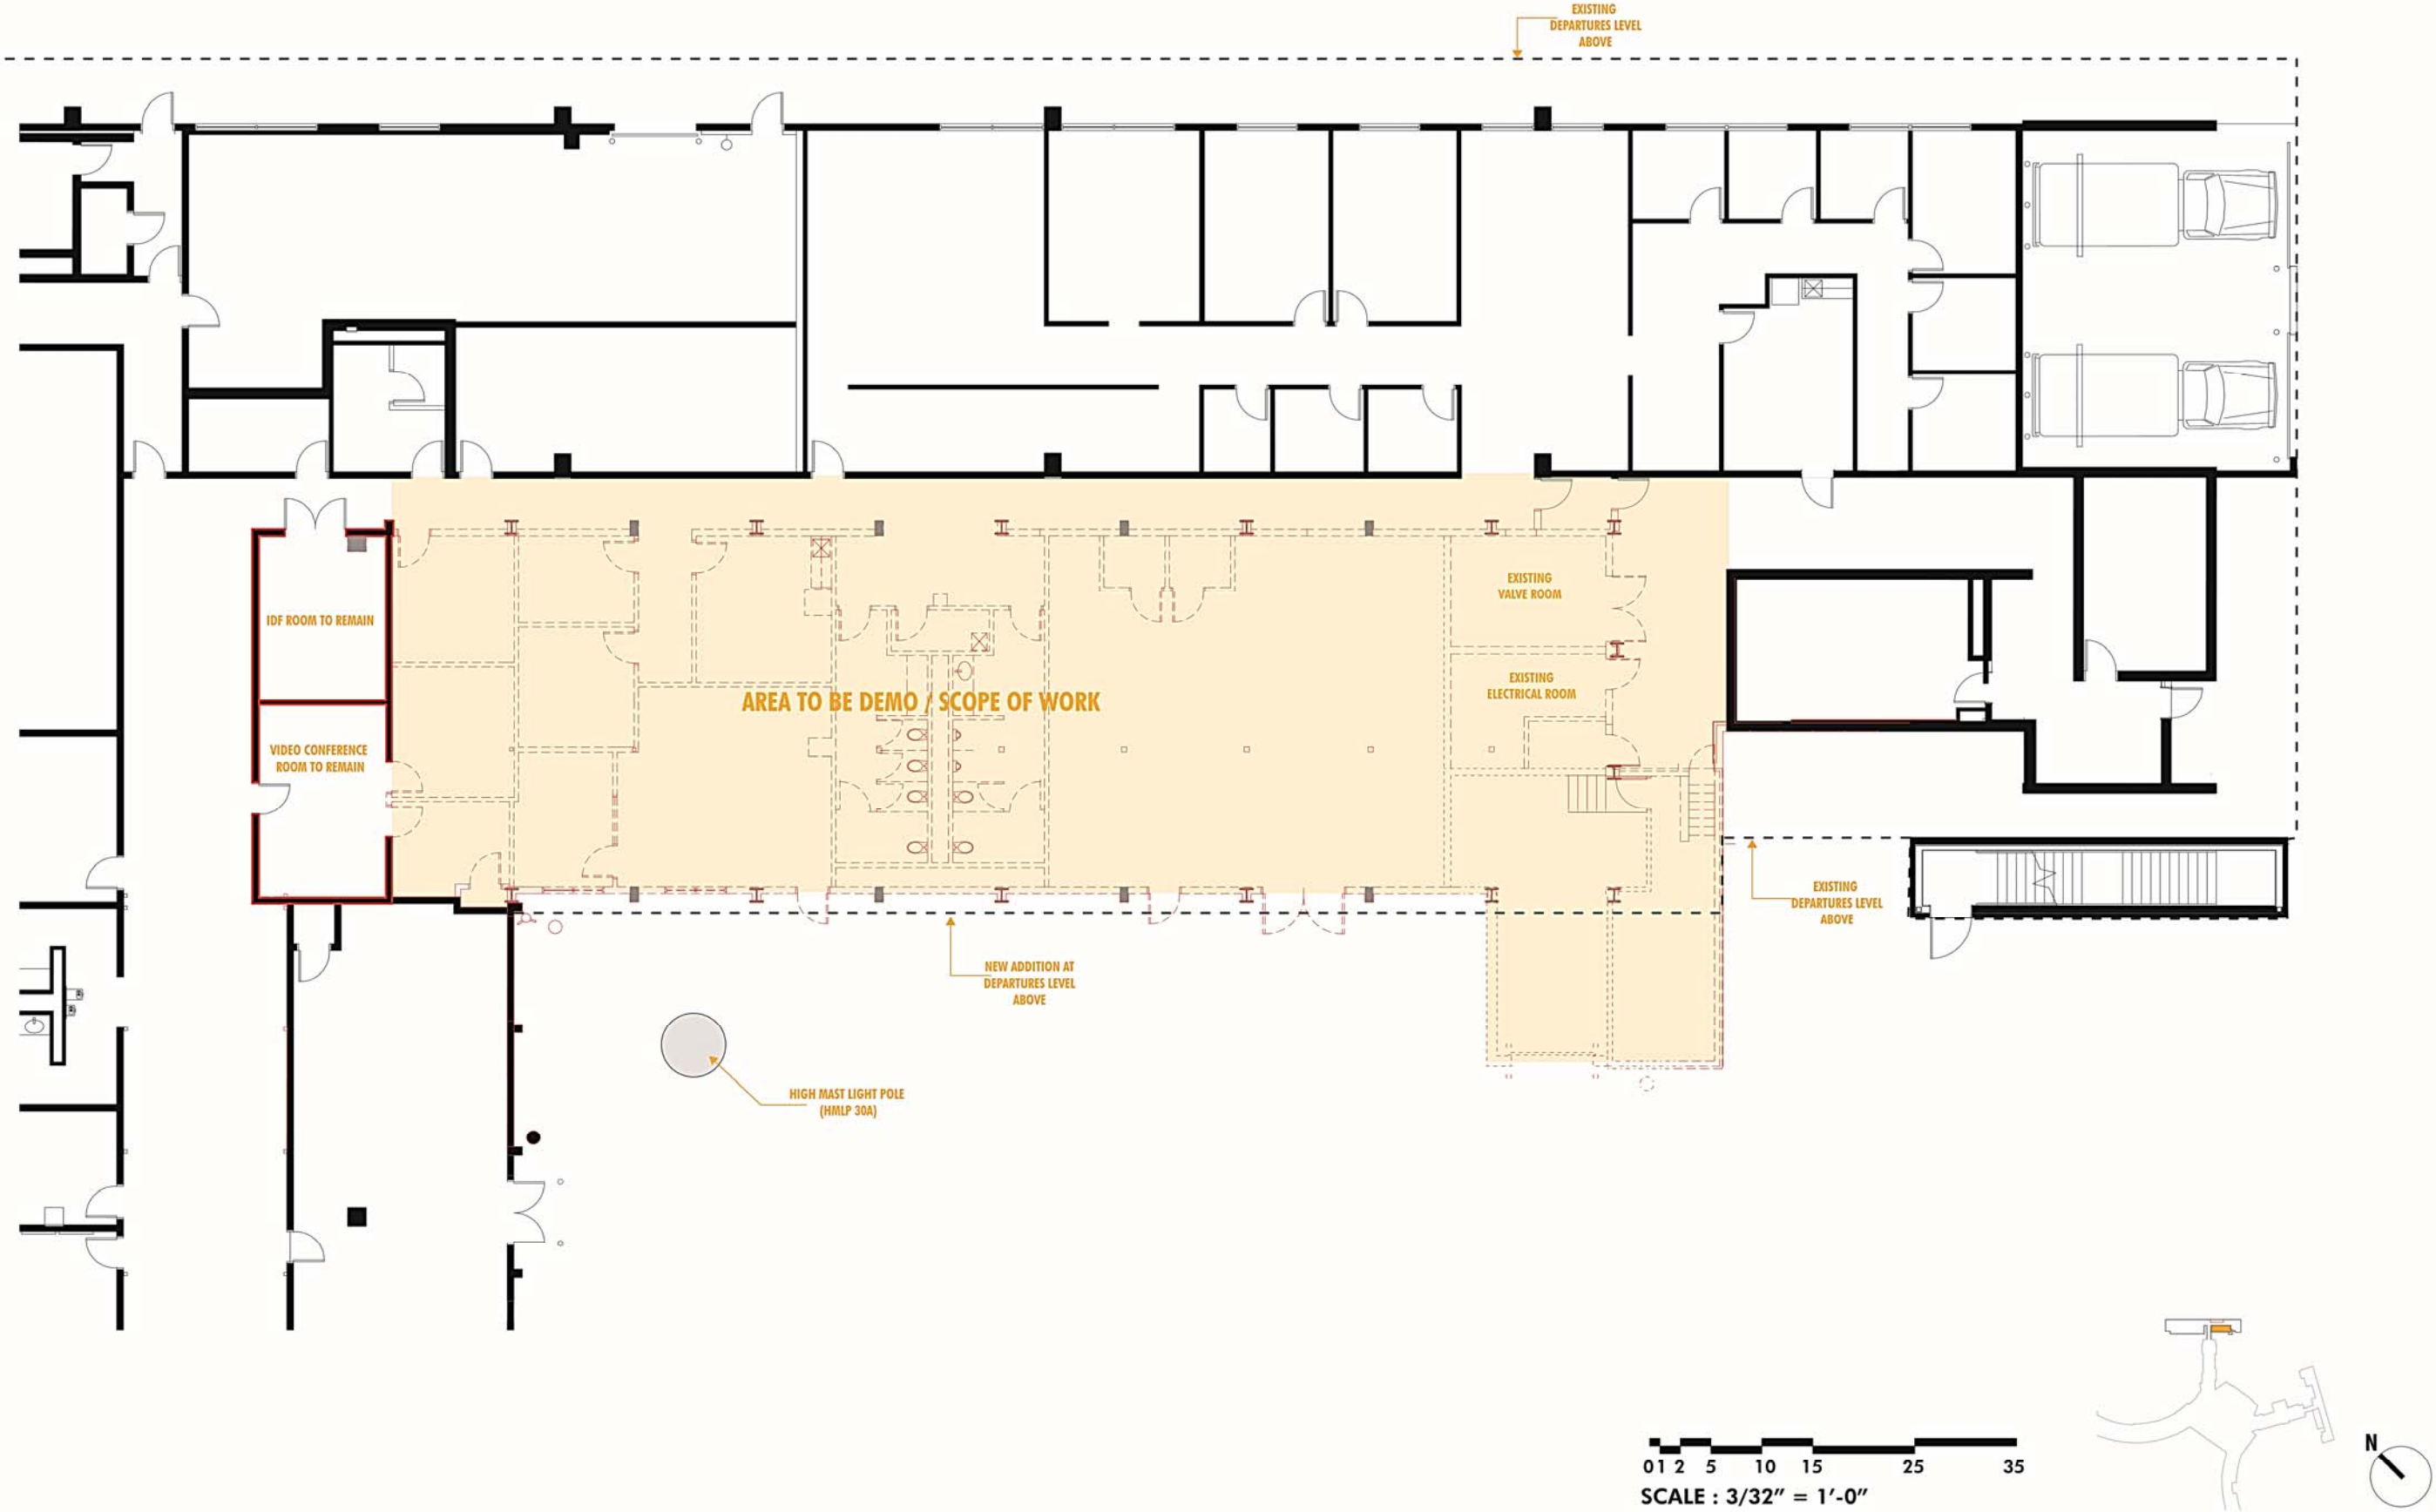 EXISTING
DEPARTURES LEVEL
ABOVE
IDF ROOM TO REMAIN
VIDEO CONFERENCE
ROOM TO REMAIN
EXISTING
VALVE ROOM
EXISTING
ELECTRICAL ROOM
AREA TO BE DEMO / SCOPE OF WORK
EXISTING
DEPARTURES LEVEL
ABOVE
NEW ADDITION AT
DEPARTURES LEVEL
ABOVE
HIGH MAST LIGHT POLE
(HMLP 30A)
0 1 2 5 10 15 25 35
SCALE : 3/32" = 1'-0"
N